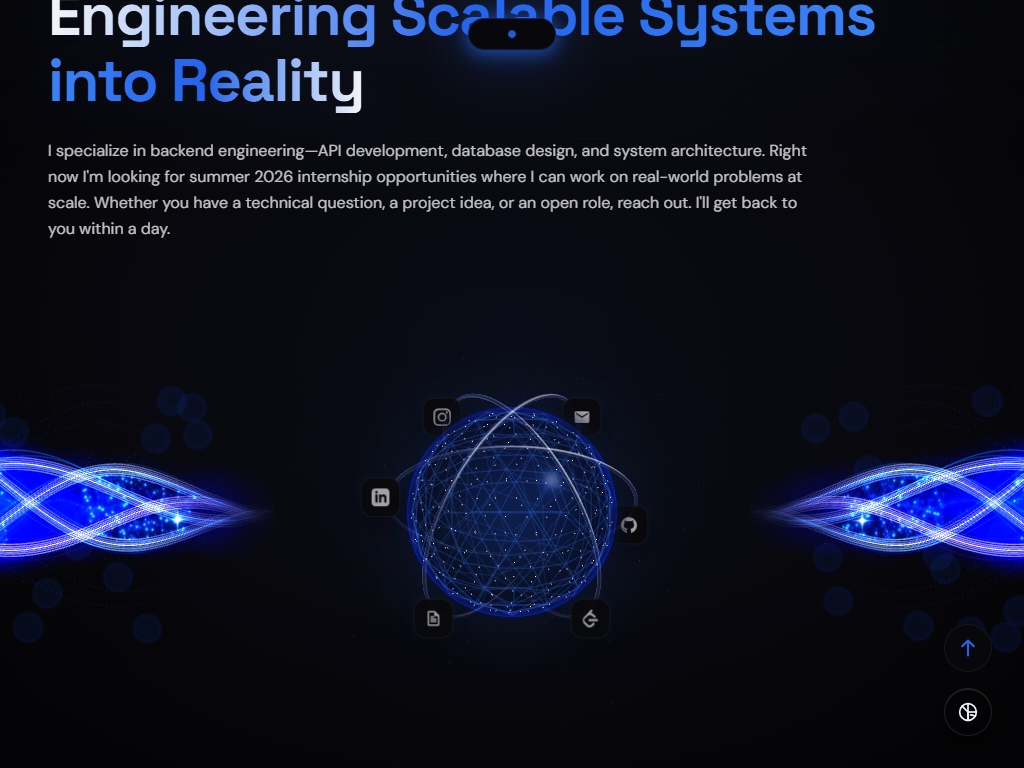 Engineering Scalable Systems
into Reality
I specialize in backend engineering—API development, database design, and system architecture. Right
now I'm looking for summer 2026 internship opportunities where I can work on real-world problems at
scale. Whether you have a technical question, a project idea, or an open role, reach out. I'll get back to
you within a day.
in